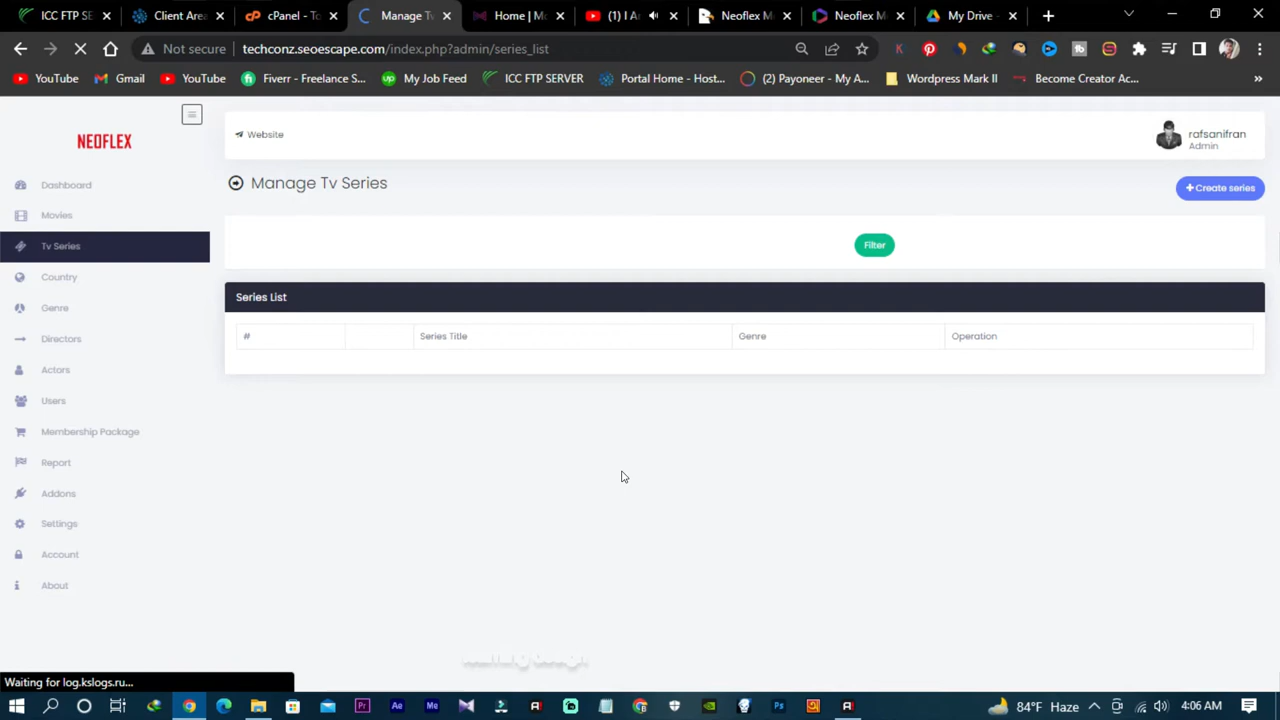 ICC FTP SE
Client Area
cPanel - To
Manage Tv
Home | M
(1) I A
Neoflex M
Neoflex M
My Drive -
Not secure
techconz.seoescape.com/index.php?admin/series_list
YouTube
Gmail
YouTube
Fiverr - Freelance S...
My Job Feed
ICC FTP SERVER
Portal Home - Host...
(2) Payoneer - My A...
Wordpress Mark II
Become Creator Ac...
»
NEOFLEX
Website
rafsanifran
Admin
Manage Tv Series
+ Create series
Dashboard
Movies
Tv Series
Country
Genre
Directors
Actors
Users
Membership Package
Report
Addons
Settings
Account
About
Filter
Series List
# Series Title Genre Operation
Waiting for log.kslogs.ru...
84°F Haze
4:06 AM